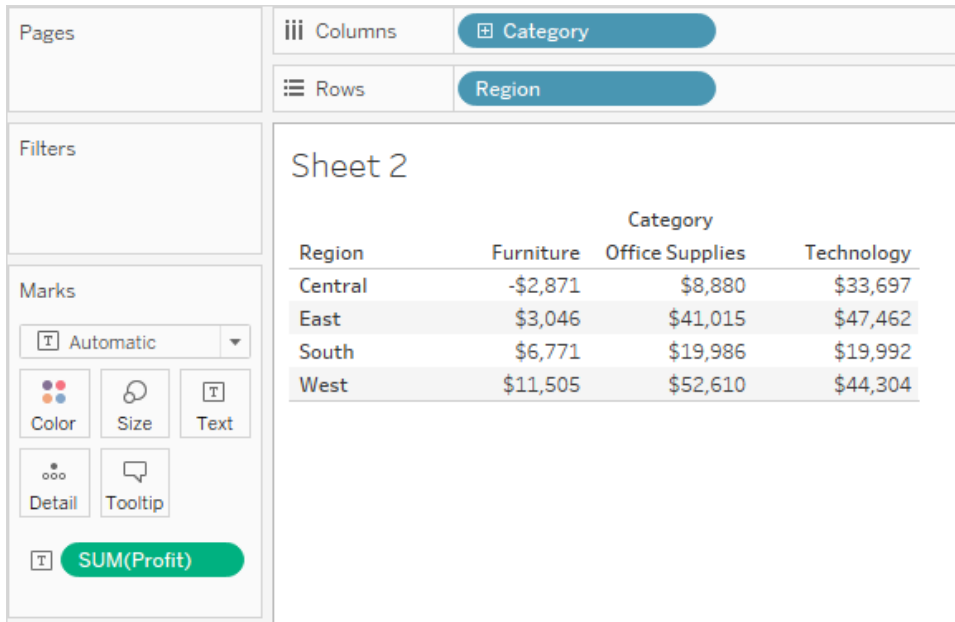 Pages
Columns
Category
Rows
Region
Filters
Sheet 2
Category
Region Furniture Office Supplies Technology
Central -$2,871 $8,880 $33,697
East $3,046 $41,015 $47,462
South $6,771 $19,986 $19,992
West $11,505 $52,610 $44,304
Marks
T Automatic
T
Color Size Text
Detail Tooltip
T SUM(Profit)